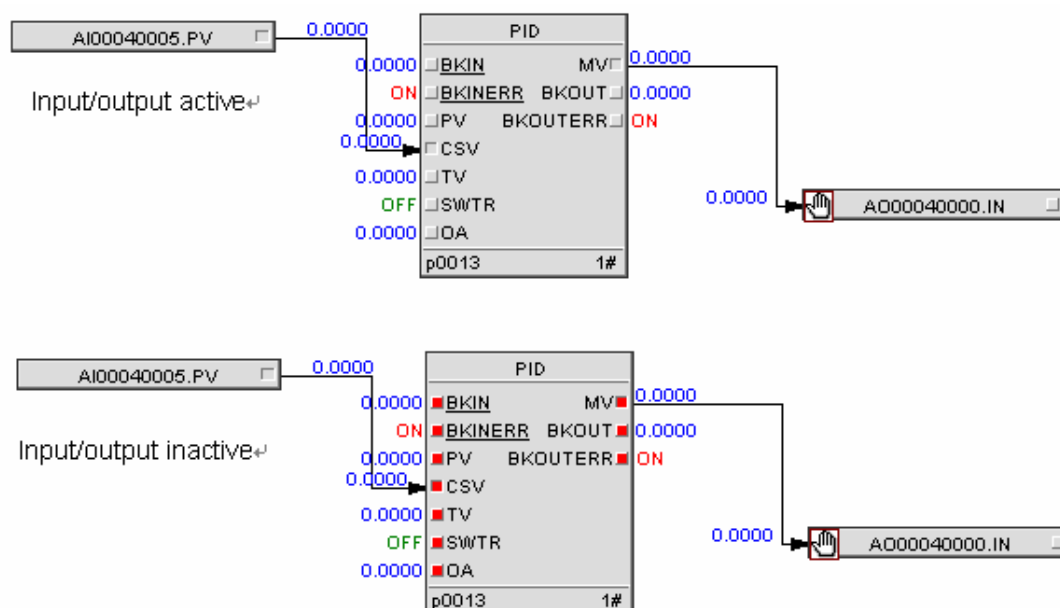 AI00040005.PV
0.0000
PID
0.0000 BKIN MV 0.0000
ON BKINERR BKOUT 0.0000
Input/output active↵
0.0000 PV BKOUTERR ON
0.0000 CSV
0.0000 TV
OFF SWTR
0.0000 AO00040000.IN
0.0000 OA
p0013 1#
AI00040005.PV
0.0000
PID
0.0000 BKIN MV 0.0000
ON BKINERR BKOUT 0.0000
Input/output inactive↵
0.0000 PV BKOUTERR ON
0.0000 CSV
0.0000 TV
OFF SWTR
0.0000 AO00040000.IN
0.0000 OA
p0013 1#